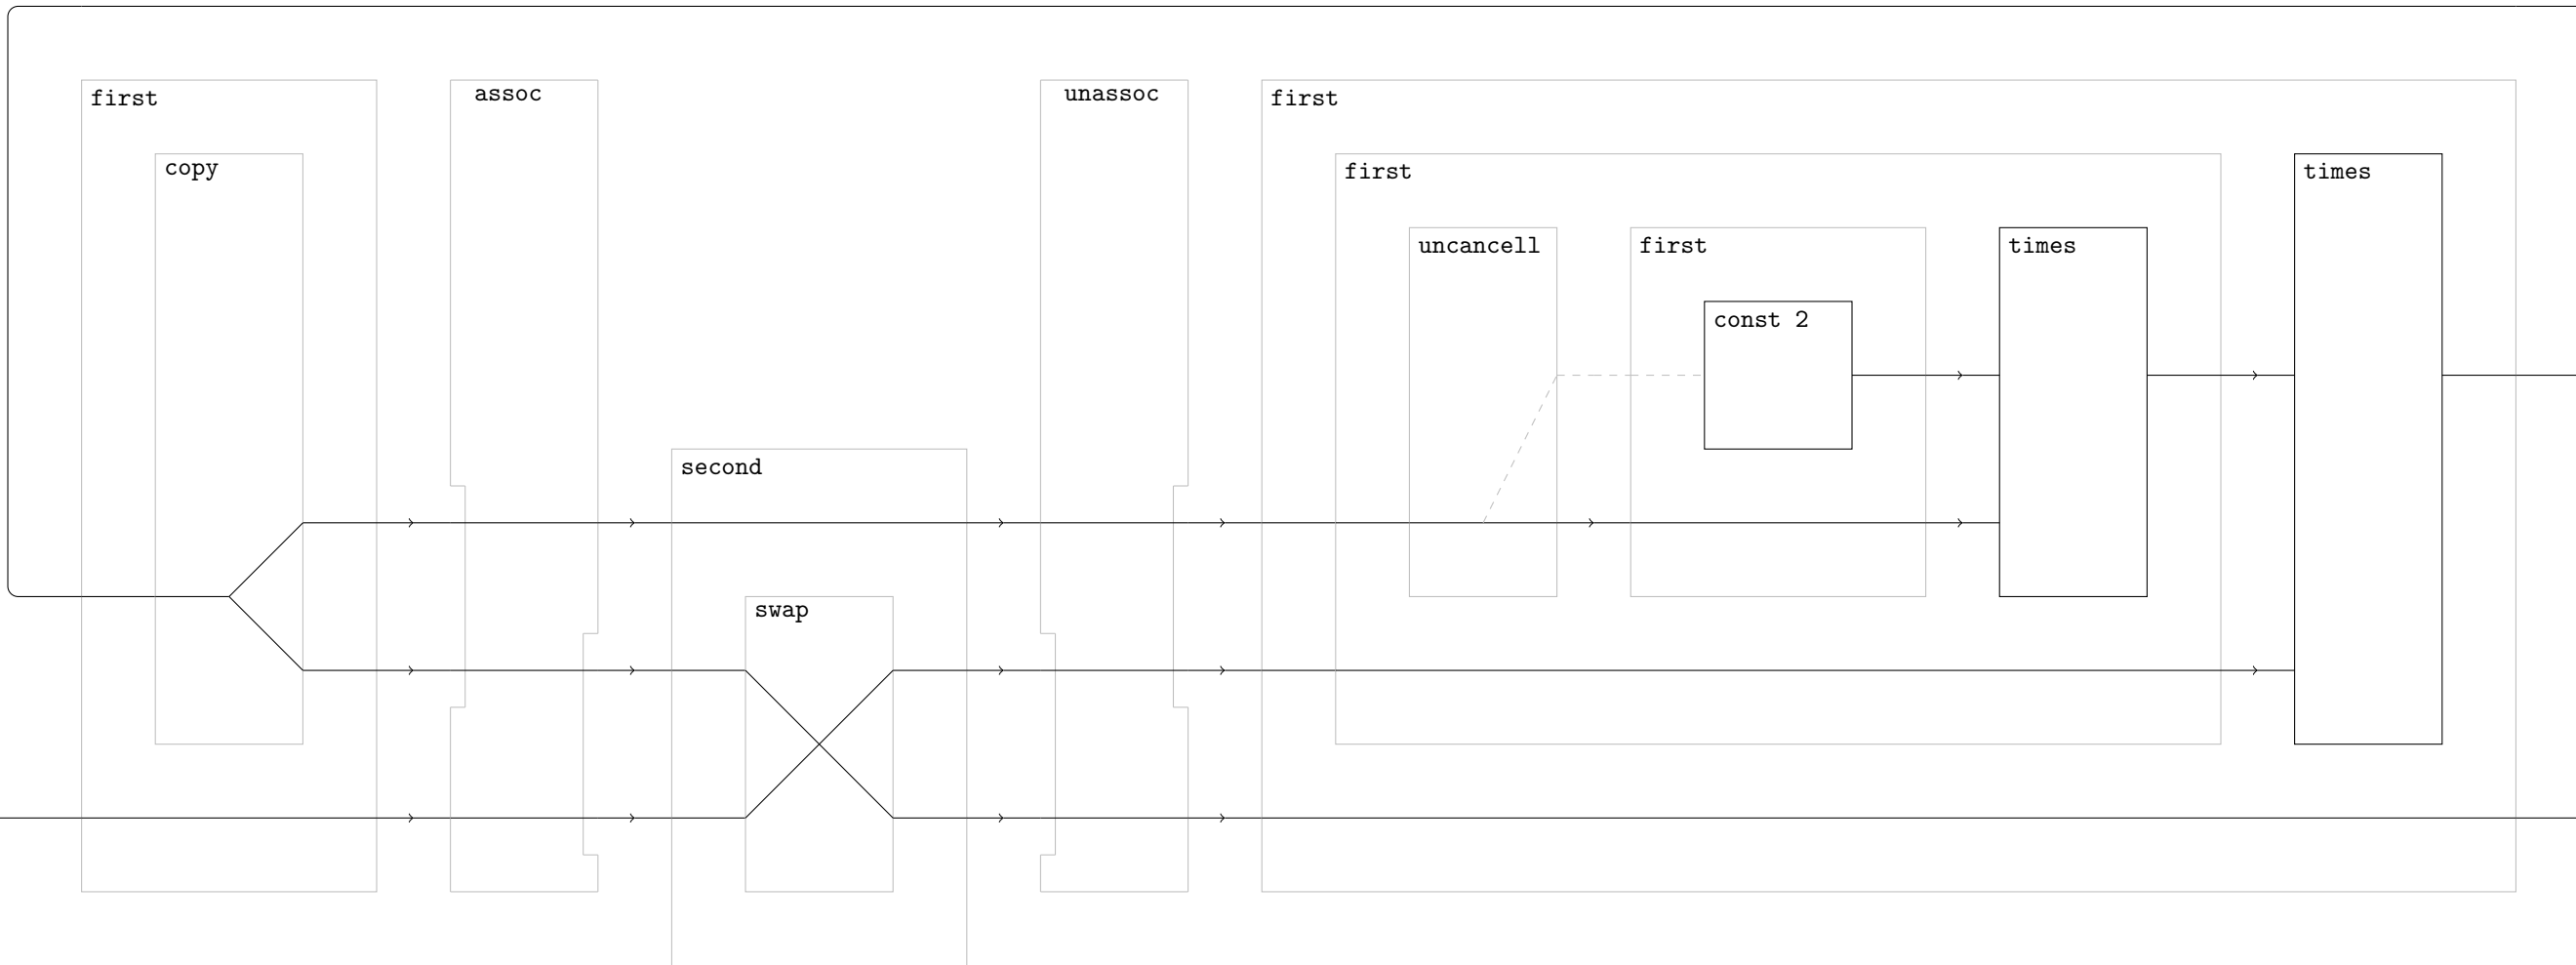 first
assoc
unassoc
first
copy
first
times
uncancell
first
times
const 2
second
swap